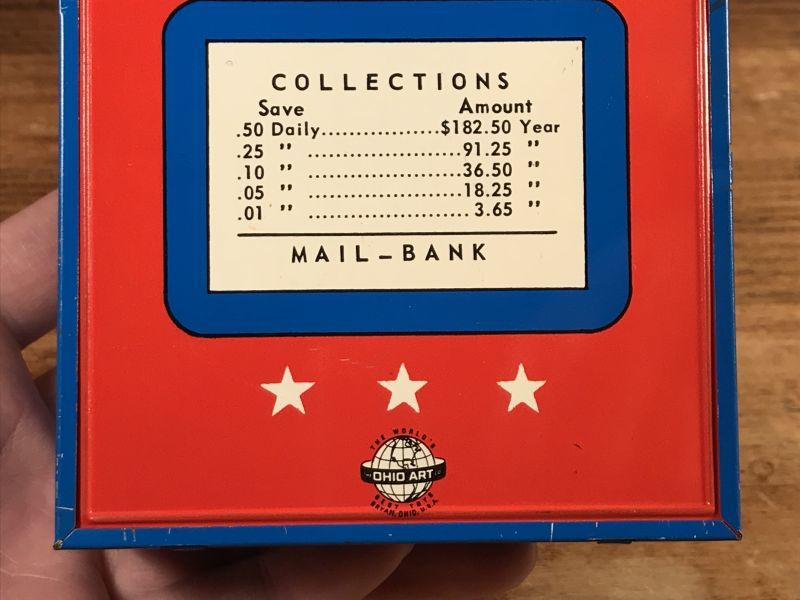 COLLECTIONS
Save Amount
.50 Daily..................$182.50 Year
.25 " ......................91.25 "
.10 " ......................36.50 "
.05 " ......................18.25 "
.01 " ...................... 3.65 "
MAIL-BANK
THE WORLD'S
OHIO ART
BEST TOYS
BRYAN, OHIO, U.S.A.